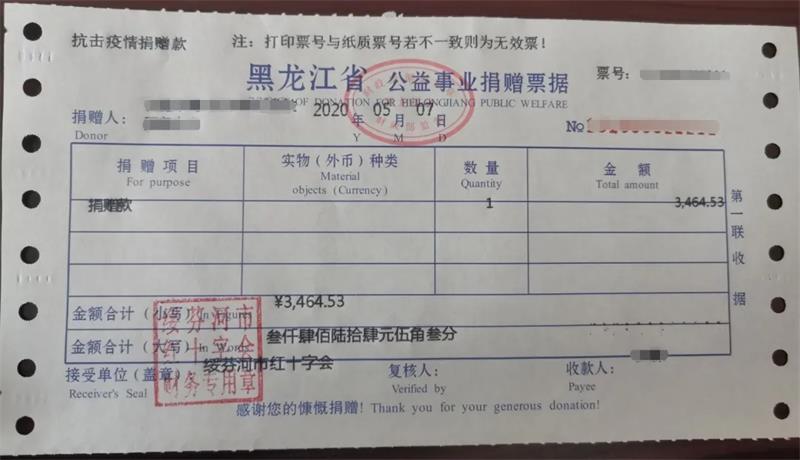 抗击疫情捐赠款 注：打印票号与纸质票号若不一致则为无效票！
黑龙江省 公益事业捐赠票据 票号：
OF DONATION FOR HEILONGJIANG PUBLIC WELFARE
捐赠人： 2020 年 05 月 07 日 №
Donor Y M D
捐赠项目 实物（外币）种类 数量 金额
For purpose Material objects (Currency) Quantity Total amount
捐赠款 1 3,464.53
第一联收据
金额合计（小写）In figures ¥3,464.53
金额合计（大写）in Words 叁仟肆佰陆拾肆元伍角叁分
接受单位（盖章） 绥芬河市红十字会 复核人： 收款人：
Receiver's Seal Verified by Payee
绥芬河市
红十字会
财务专用章
感谢您的慷慨捐赠！Thank you for your generous donation!